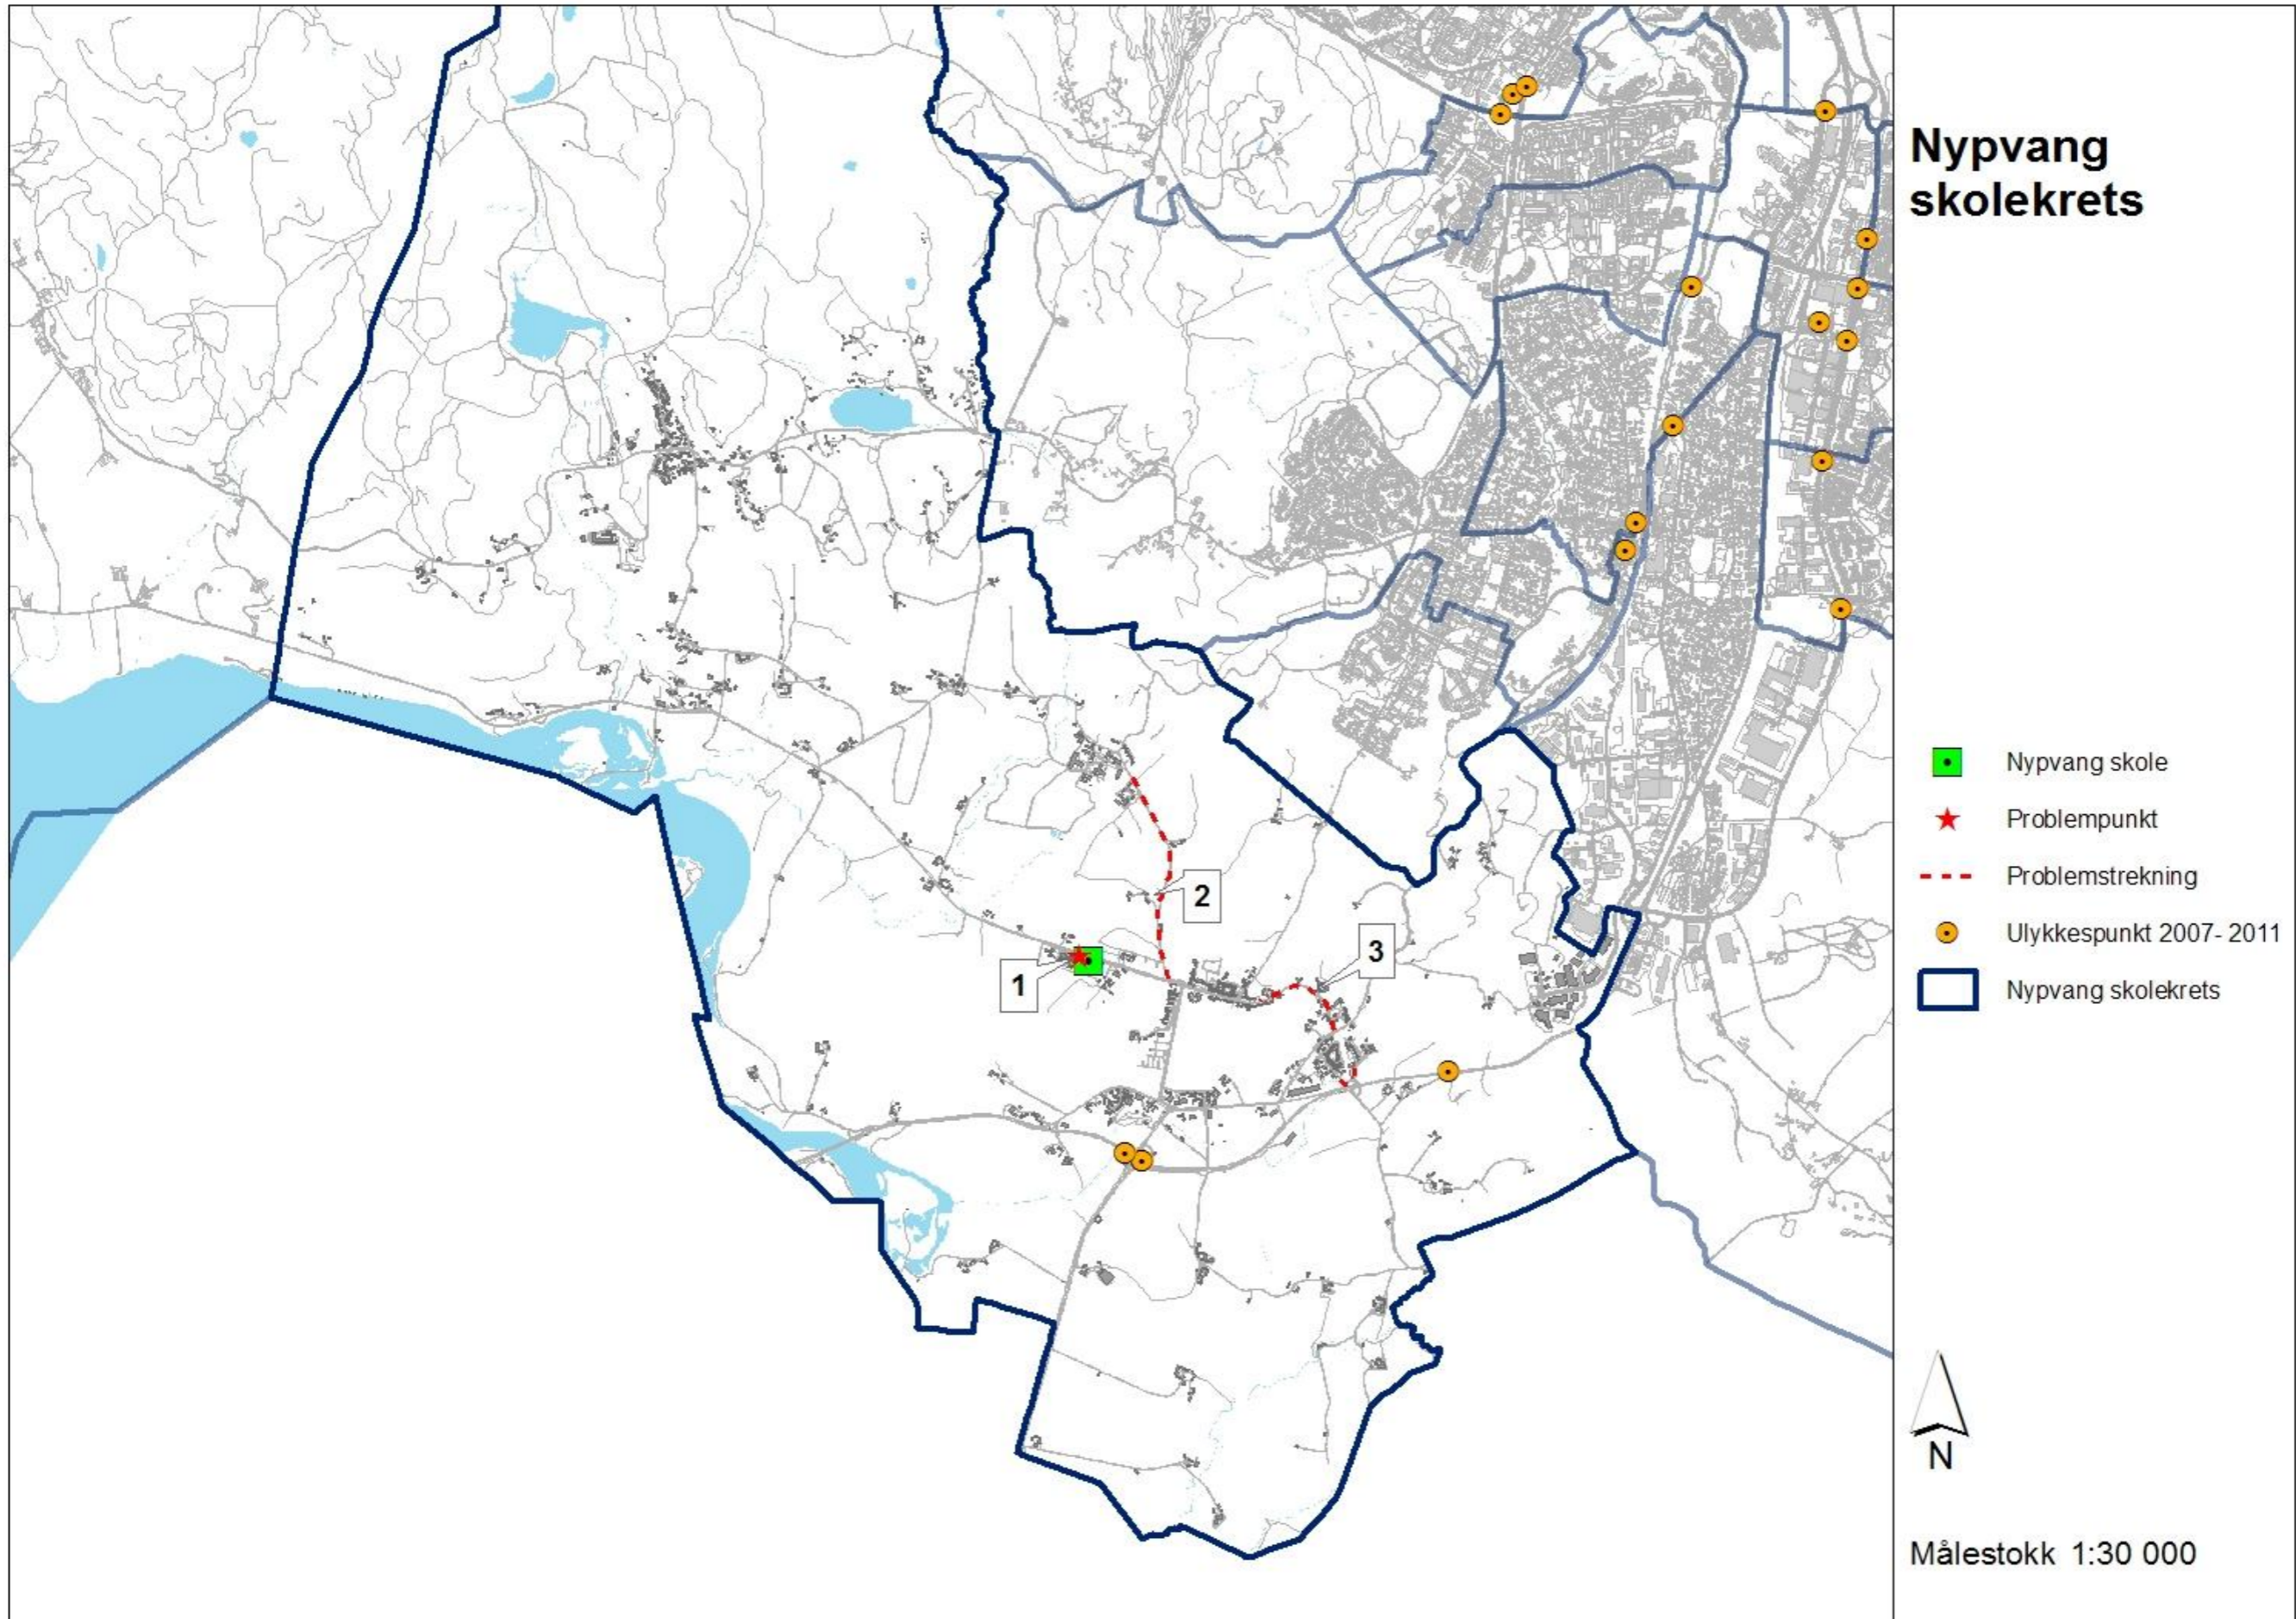 Nypvang
skolekrets
Nypvang skole
Problempunkt
Problemstrekning
Ulykkespunkt 2007- 2011
Nypvang skolekrets
2
3
1
N
Målestokk 1:30 000